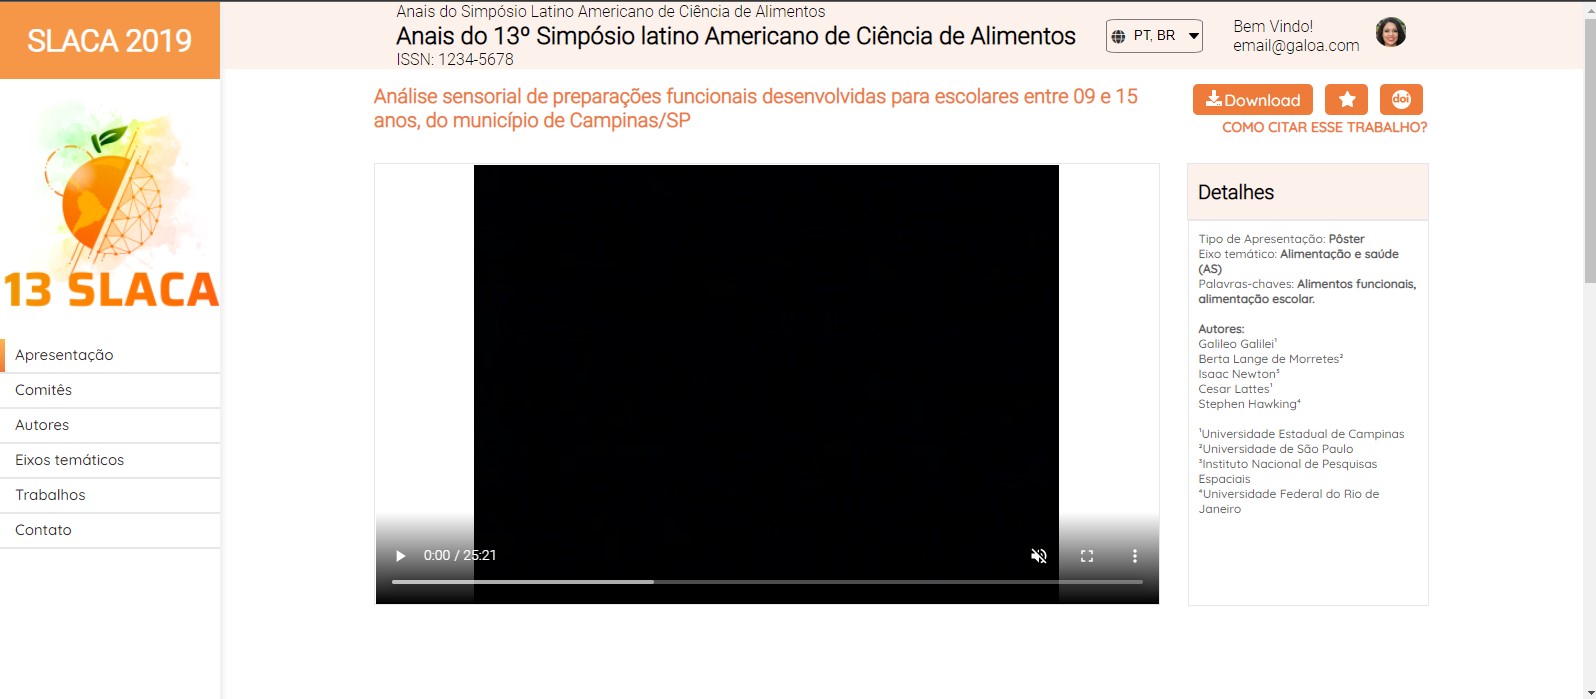 SLACA 2019
13 SLACA
Apresentação
Comitês
Autores
Eixos temáticos
Trabalhos
Contato
Anais do Simpósio Latino Americano de Ciência de Alimentos
Anais do 13º Simpósio latino Americano de Ciência de Alimentos
ISSN: 1234-5678
PT, BR
Bem Vindo!
email@galoa.com
Análise sensorial de preparações funcionais desenvolvidas para escolares entre 09 e 15
anos, do município de Campinas/SP
Download
doi
COMO CITAR ESSE TRABALHO?
0:00 / 25:21
Detalhes
Tipo de Apresentação: Pôster
Eixo temático: Alimentação e saúde
(AS)
Palavras-chaves: Alimentos funcionais,
alimentação escolar.
Autores:
Galileo Galilei¹
Berta Lange de Morretes²
Isaac Newton³
Cesar Lattes¹
Stephen Hawking⁴
¹Universidade Estadual de Campinas
²Universidade de São Paulo
³Instituto Nacional de Pesquisas
Espaciais
⁴Universidade Federal do Rio de
Janeiro